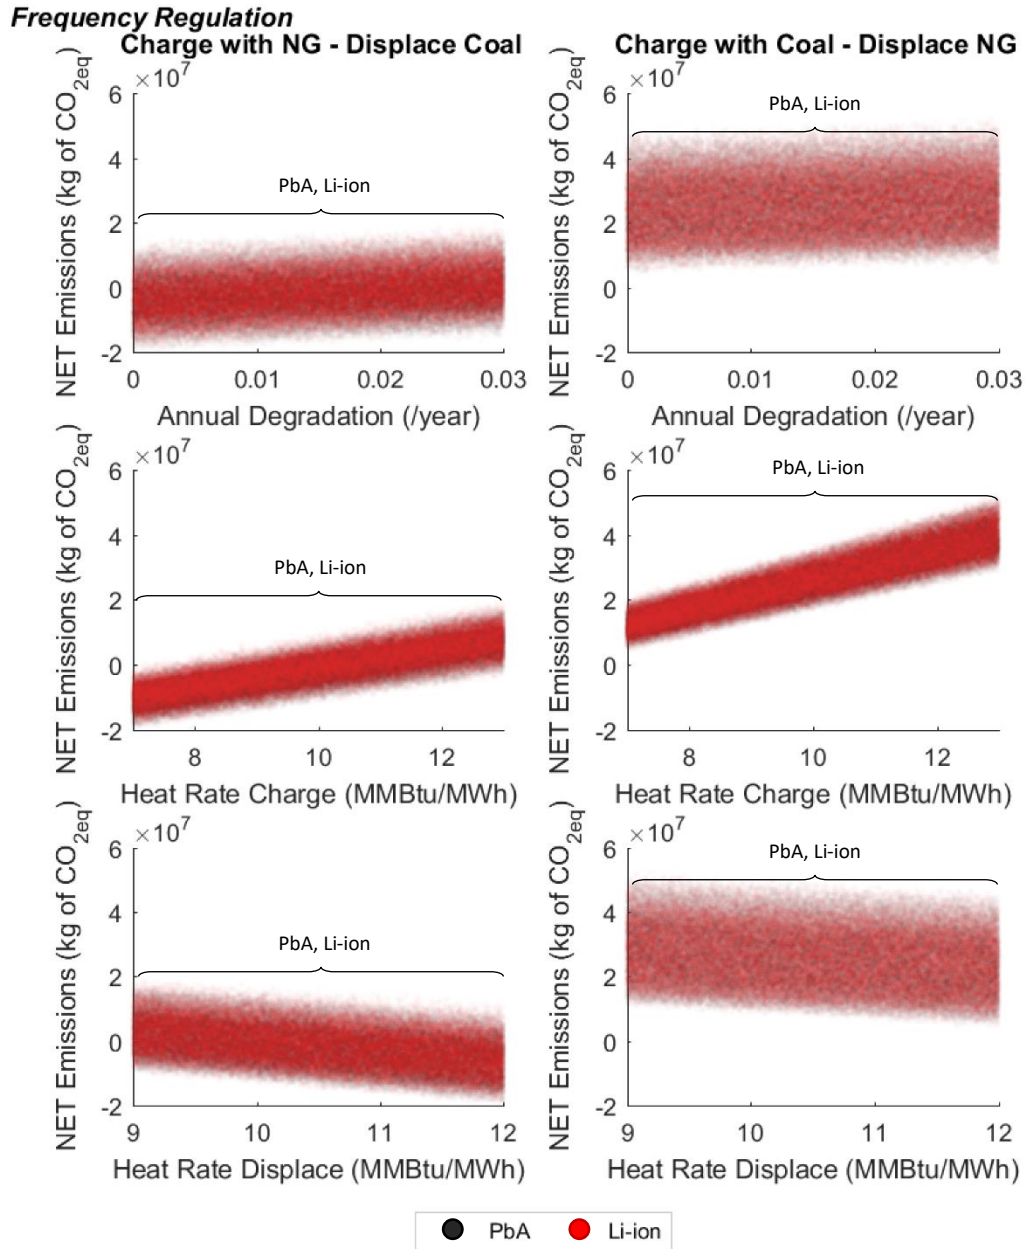 Frequency Regulation
Charge with NG - Displace Coal
Charge with Coal - Displace NG
NET Emissions (kg of CO2eq)
×10^7
6
4
2
0
-2
PbA, Li-ion
0
0.01
0.02
0.03
Annual Degradation (/year)
NET Emissions (kg of CO2eq)
×10^7
6
4
2
0
-2
PbA, Li-ion
0
0.01
0.02
0.03
Annual Degradation (/year)
NET Emissions (kg of CO2eq)
×10^7
6
4
2
0
-2
PbA, Li-ion
8
10
12
Heat Rate Charge (MMBtu/MWh)
NET Emissions (kg of CO2eq)
×10^7
6
4
2
0
-2
PbA, Li-ion
8
10
12
Heat Rate Charge (MMBtu/MWh)
NET Emissions (kg of CO2eq)
×10^7
6
4
2
0
-2
PbA, Li-ion
9
10
11
12
Heat Rate Displace (MMBtu/MWh)
NET Emissions (kg of CO2eq)
×10^7
6
4
2
0
-2
PbA, Li-ion
9
10
11
12
Heat Rate Displace (MMBtu/MWh)
PbA
Li-ion